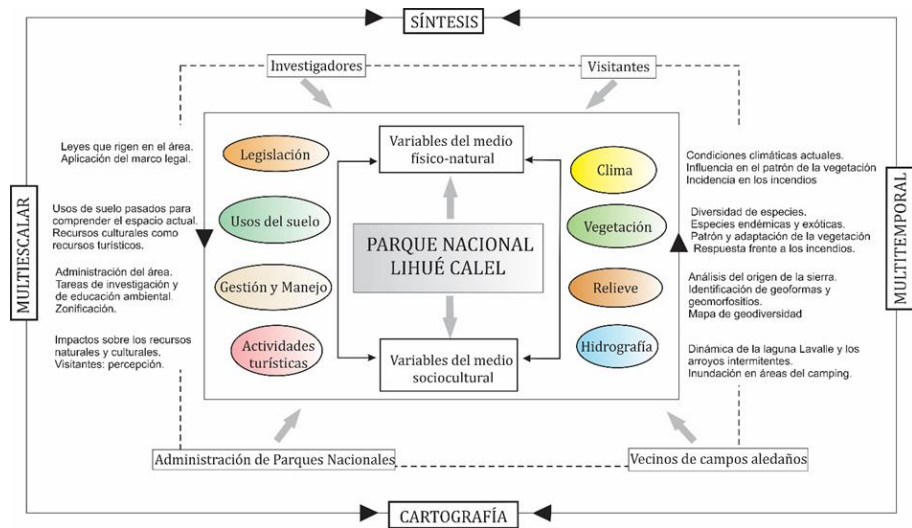 SÍNTESIS
Investigadores
Visitantes
Leyes que rigen en el área.
Aplicación del marco legal.
Usos de suelo pasados para
comprender el espacio actual.
Recursos culturales como
recursos turísticos.
Administración del área.
Tareas de investigación y
de educación ambiental.
Zonificación.
Impactos sobre los recursos
naturales y culturales.
Visitantes: percepción.
MULTIESCALAR
Legislación
Usos del suelo
Gestión y Manejo
Actividades
turísticas
Variables del medio
físico-natural
PARQUE NACIONAL
LIHUÉ CALEL
Variables del medio
sociocultural
Clima
Vegetación
Relieve
Hidrografía
Condiciones climáticas actuales.
Influencia en el patrón de la vegetación
Incidencia en los incendios
Diversidad de especies.
Especies endémicas y exóticas.
Patrón y adaptación de la vegetación
Respuesta frente a los incendios.
Análisis del origen de la sierra.
Identificación de geoformas y
geomorfositios.
Mapa de geodiversidad
Dinámica de la laguna Lavalle y los
arroyos intermitentes.
Inundación en áreas del camping.
MULTITEMPORAL
Administración de Parques Nacionales
Vecinos de campos aledaños
CARTOGRAFÍA